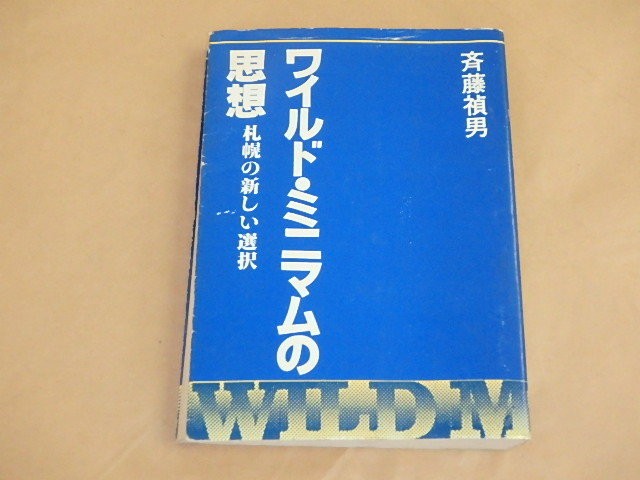 斉藤禎男
ワイルド・ミニマムの
思想
札幌の新しい選択
WILD M